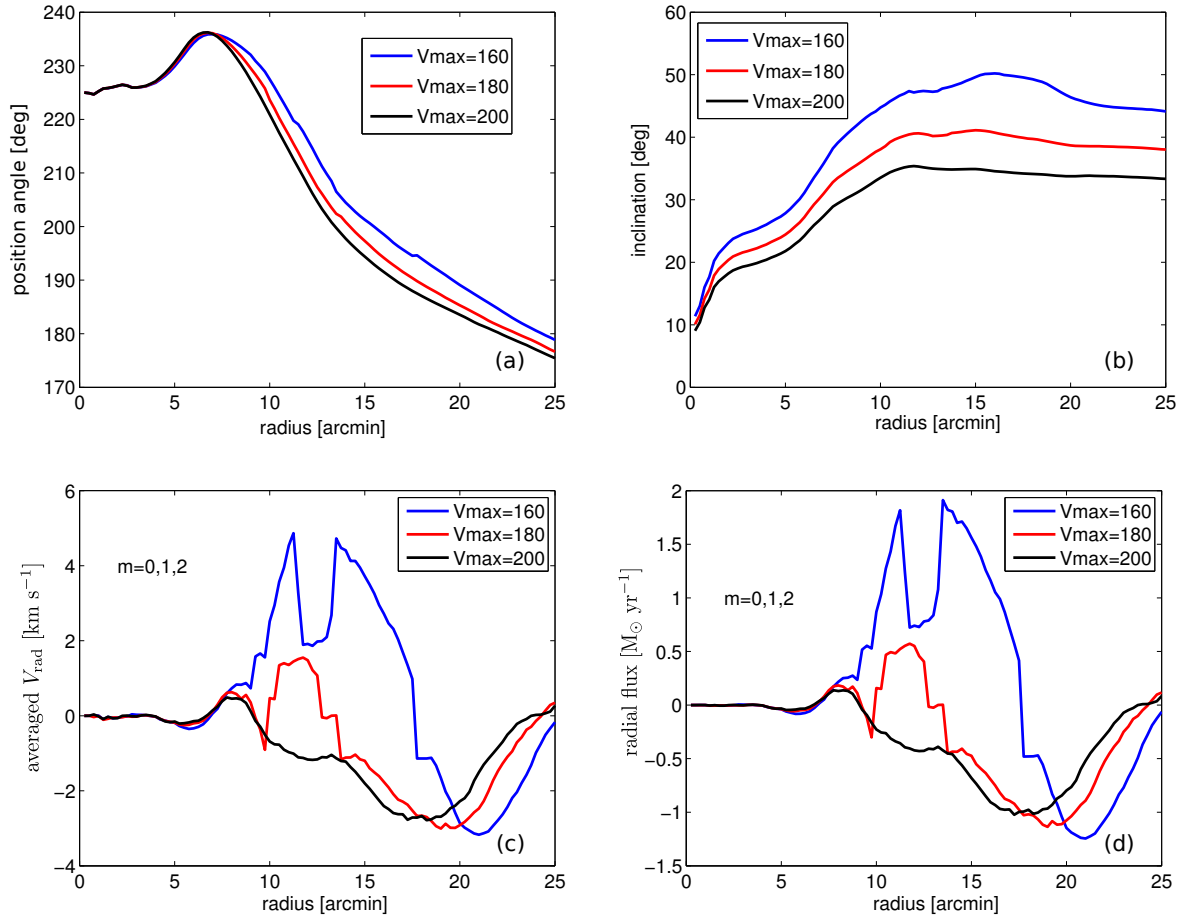 240
230
220
210
200
190
180
170
0 5 10 15 20 25
position angle [deg]
radius [arcmin]
Vmax=160
Vmax=180
Vmax=200
(a)
60
50
40
30
20
10
0
0 5 10 15 20 25
inclination [deg]
radius [arcmin]
Vmax=160
Vmax=180
Vmax=200
(b)
6
4
2
0
−2
−4
0 5 10 15 20 25
averaged Vrad [km s−1]
radius [arcmin]
m=0,1,2
Vmax=160
Vmax=180
Vmax=200
(c)
2
1.5
1
0.5
0
−0.5
−1
−1.5
0 5 10 15 20 25
radial flux [M⊙ yr−1]
radius [arcmin]
m=0,1,2
Vmax=160
Vmax=180
Vmax=200
(d)